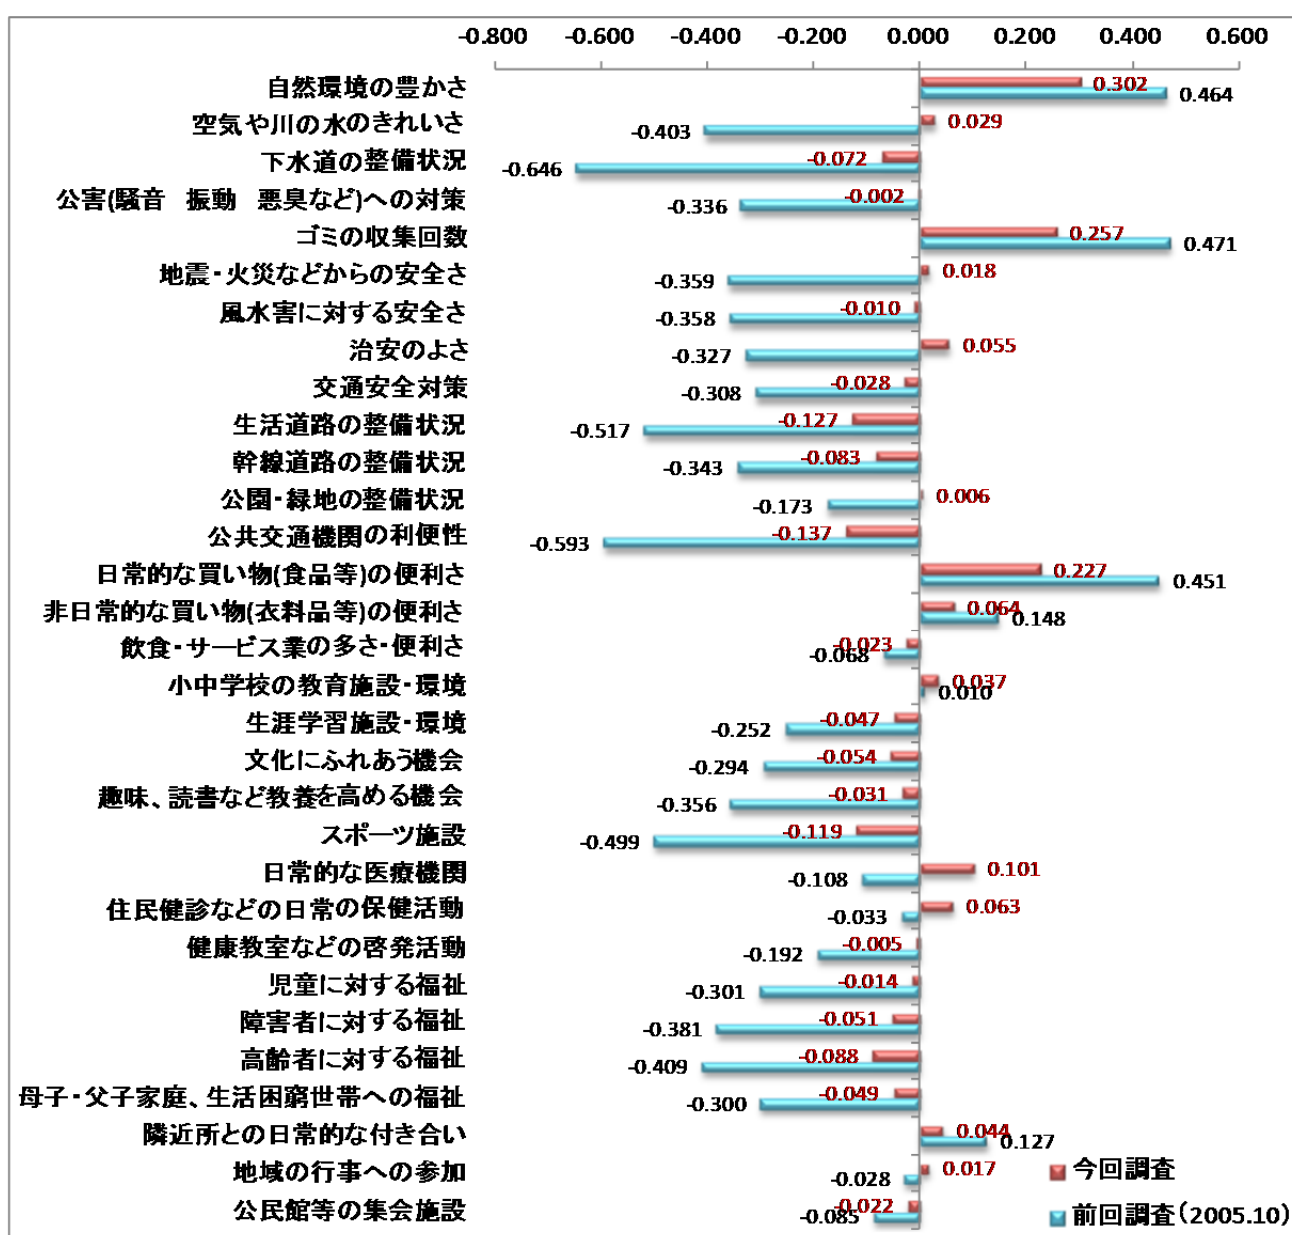 -0.800 -0.600 -0.400 -0.200 0.000 0.200 0.400 0.600
自然環境の豊かさ 0.302 0.464
空気や川の水のきれいさ -0.403 0.029
下水道の整備状況 -0.072 -0.646
公害(騒音　振動　悪臭など)への対策 -0.002 -0.336
ゴミの収集回数 0.257 0.471
地震・火災などからの安全さ 0.018 -0.359
風水害に対する安全さ -0.010 -0.358
治安のよさ 0.055 -0.327
交通安全対策 -0.028 -0.308
生活道路の整備状況 -0.127 -0.517
幹線道路の整備状況 -0.083 -0.343
公園・緑地の整備状況 0.006 -0.173
公共交通機関の利便性 -0.137 -0.593
日常的な買い物(食品等)の便利さ 0.227 0.451
非日常的な買い物(衣料品等)の便利さ 0.064 0.148
飲食・サービス業の多さ・便利さ -0.023 -0.068
小中学校の教育施設・環境 0.037 0.010
生涯学習施設・環境 -0.047 -0.252
文化にふれあう機会 -0.054 -0.294
趣味、読書など教養を高める機会 -0.031 -0.356
スポーツ施設 -0.119 -0.499
日常的な医療機関 0.101 -0.108
住民健診などの日常の保健活動 0.063 -0.033
健康教室などの啓発活動 -0.005 -0.192
児童に対する福祉 -0.014 -0.301
障害者に対する福祉 -0.051 -0.381
高齢者に対する福祉 -0.088 -0.409
母子・父子家庭、生活困窮世帯への福祉 -0.049 -0.300
隣近所との日常的な付き合い 0.044 0.127
地域の行事への参加 0.017 -0.028
公民館等の集会施設 -0.022 -0.085
今回調査
前回調査(2005.10)